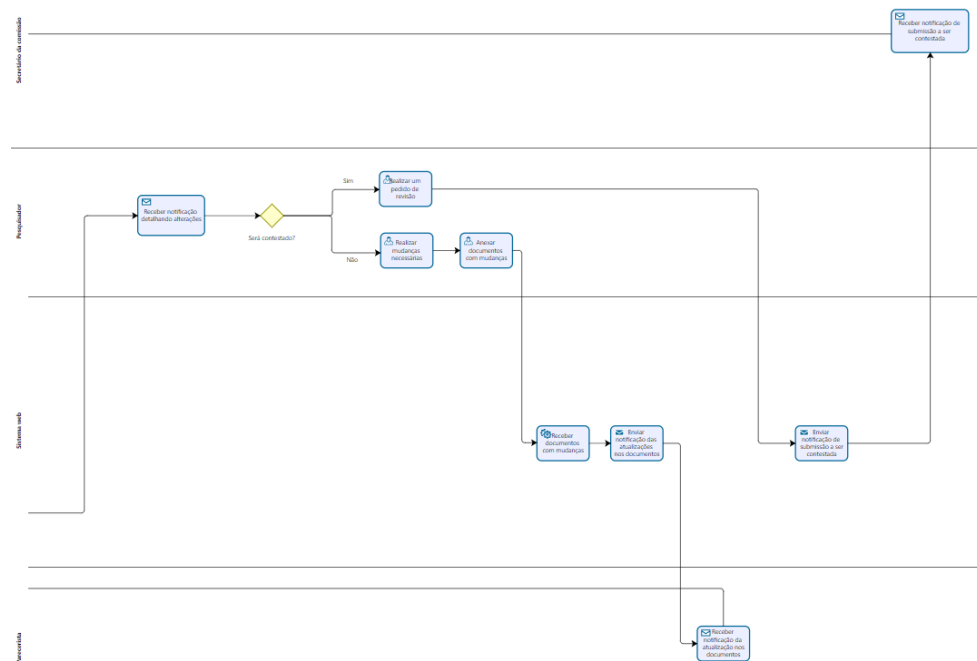 Secretário da comissão
Receber notificação de
submissão a ser
contestada
Pesquisador
Receber notificação
detalhando alterações
Será contestado?
Sim
Realizar um
pedido de
revisão
Não
Realizar
mudanças
necessárias
Anexar
documentos
com mudanças
Sistema web
Receber
documentos
com mudanças
Enviar
notificação das
atualizações
nos documentos
Enviar
notificação de
submissão a ser
contestada
Parecerista
Receber
notificação da
atualização nos
documentos